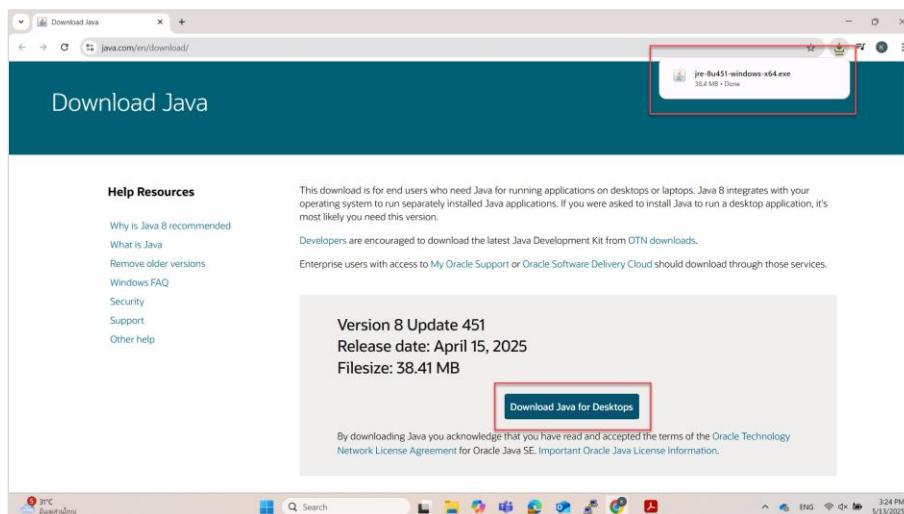 Download Java
java.com/en/download/
jre-8u451-windows-x64.exe
38.4 MB • Done
Download Java
Help Resources
Why is Java 8 recommended
What is Java
Remove older versions
Windows FAQ
Security
Support
Other help
This download is for end users who need Java for running applications on desktops or laptops. Java 8 integrates with your
operating system to run separately installed Java applications. If you were asked to install Java to run a desktop application, it's
most likely you need this version.
Developers are encouraged to download the latest Java Development Kit from OTN downloads.
Enterprise users with access to My Oracle Support or Oracle Software Delivery Cloud should download through those services.
Version 8 Update 451
Release date: April 15, 2025
Filesize: 38.41 MB
Download Java for Desktops
By downloading Java you acknowledge that you have read and accepted the terms of the Oracle Technology
Network License Agreement for Oracle Java SE. Important Oracle Java License Information.
31°C
Search
ENG
3:24 PM
5/13/2025